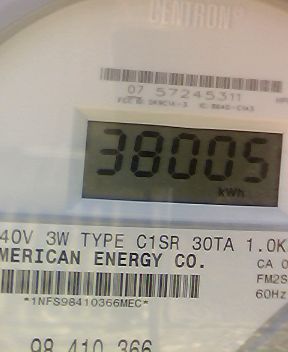 CENTRON®
07 57245311
38005
kWh
40V 3W TYPE C1SR 30TA 1.0K
MERICAN ENERGY CO.
CA 0
FM2S
60Hz
*1NFS98410366MEC*
98 410 366